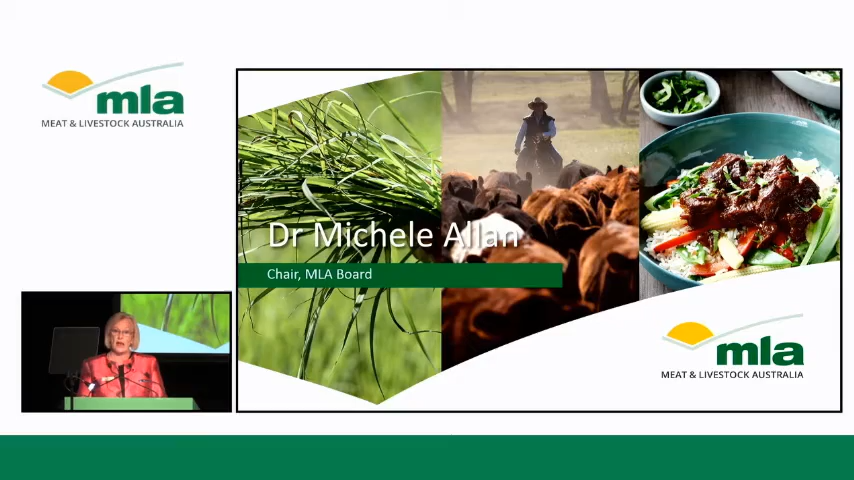 mla
MEAT & LIVESTOCK AUSTRALIA
Dr Michele Allan
Chair, MLA Board
mla
MEAT & LIVESTOCK AUSTRALIA